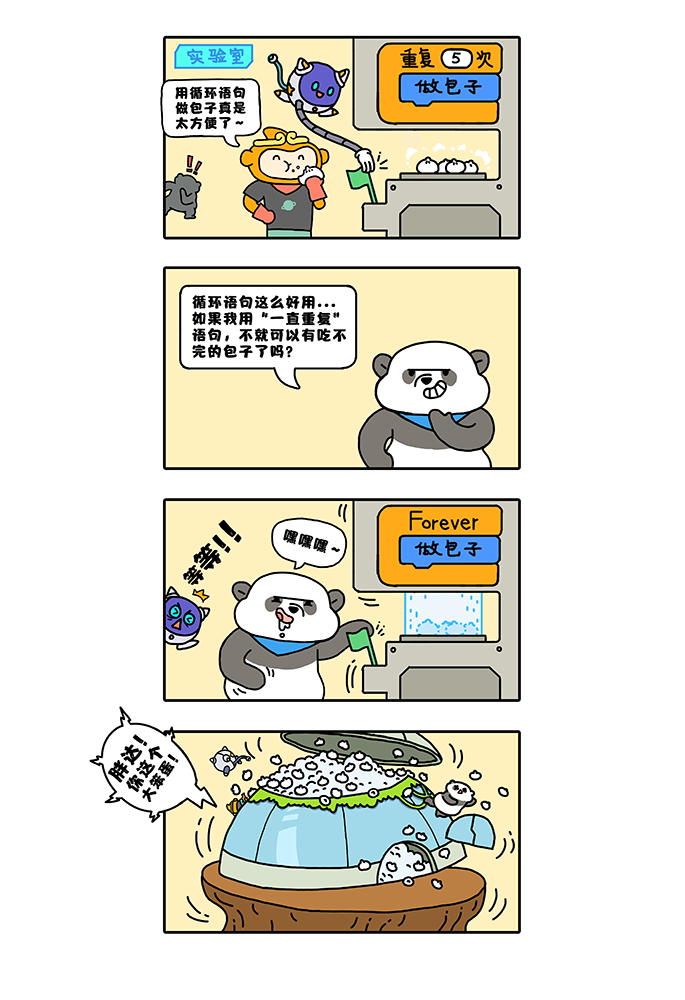 实验室
重复 5 次
做包子
用循环语句
做包子真是
太方便了~
!!
循环语句这么好用...
如果我用“一直重复”
语句，不就可以有吃不
完的包子了吗？
Forever
做包子
等等!!
嘿嘿嘿~
胖达！
你这个
大笨蛋！